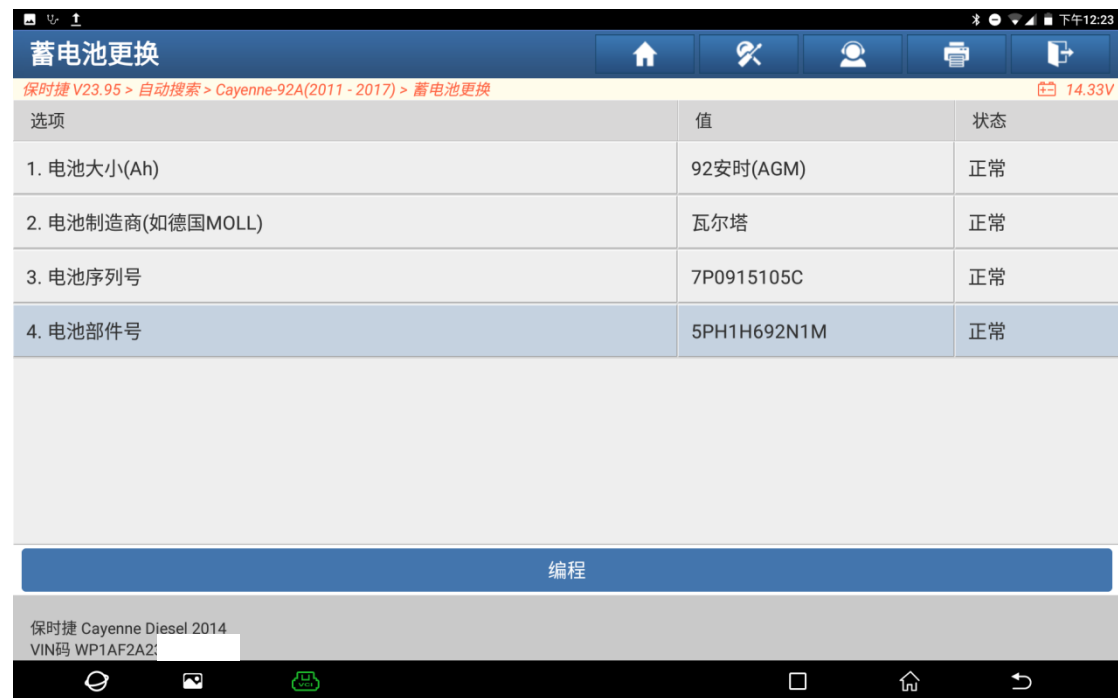 下午12:23
蓄电池更换
保时捷 V23.95 > 自动搜索 > Cayenne-92A(2011 - 2017) > 蓄电池更换 14.33V
选项 值 状态
1. 电池大小(Ah) 92安时(AGM) 正常
2. 电池制造商(如德国MOLL) 瓦尔塔 正常
3. 电池序列号 7P0915105C 正常
4. 电池部件号 5PH1H692N1M 正常
编程
保时捷 Cayenne Diesel 2014
VIN码 WP1AF2A2
VCI